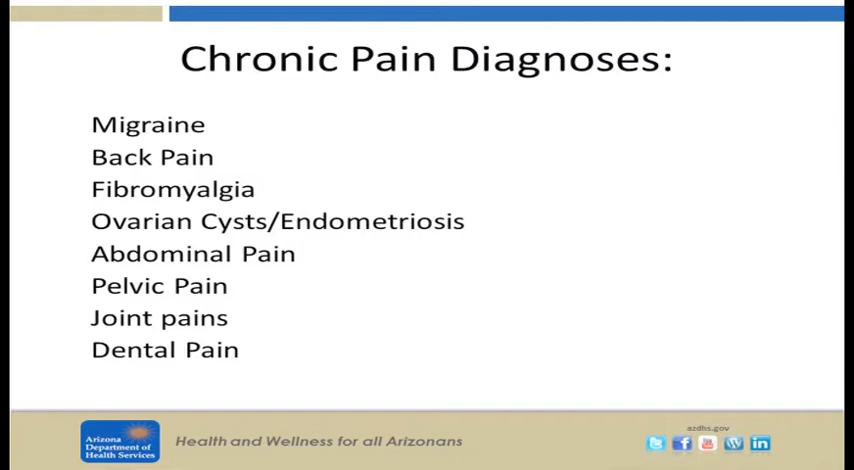 Chronic Pain Diagnoses:
Migraine
Back Pain
Fibromyalgia
Ovarian Cysts/Endometriosis
Abdominal Pain
Pelvic Pain
Joint pains
Dental Pain
Arizona
Department of
Health Services
Health and Wellness for all Arizonans
azdhs.gov